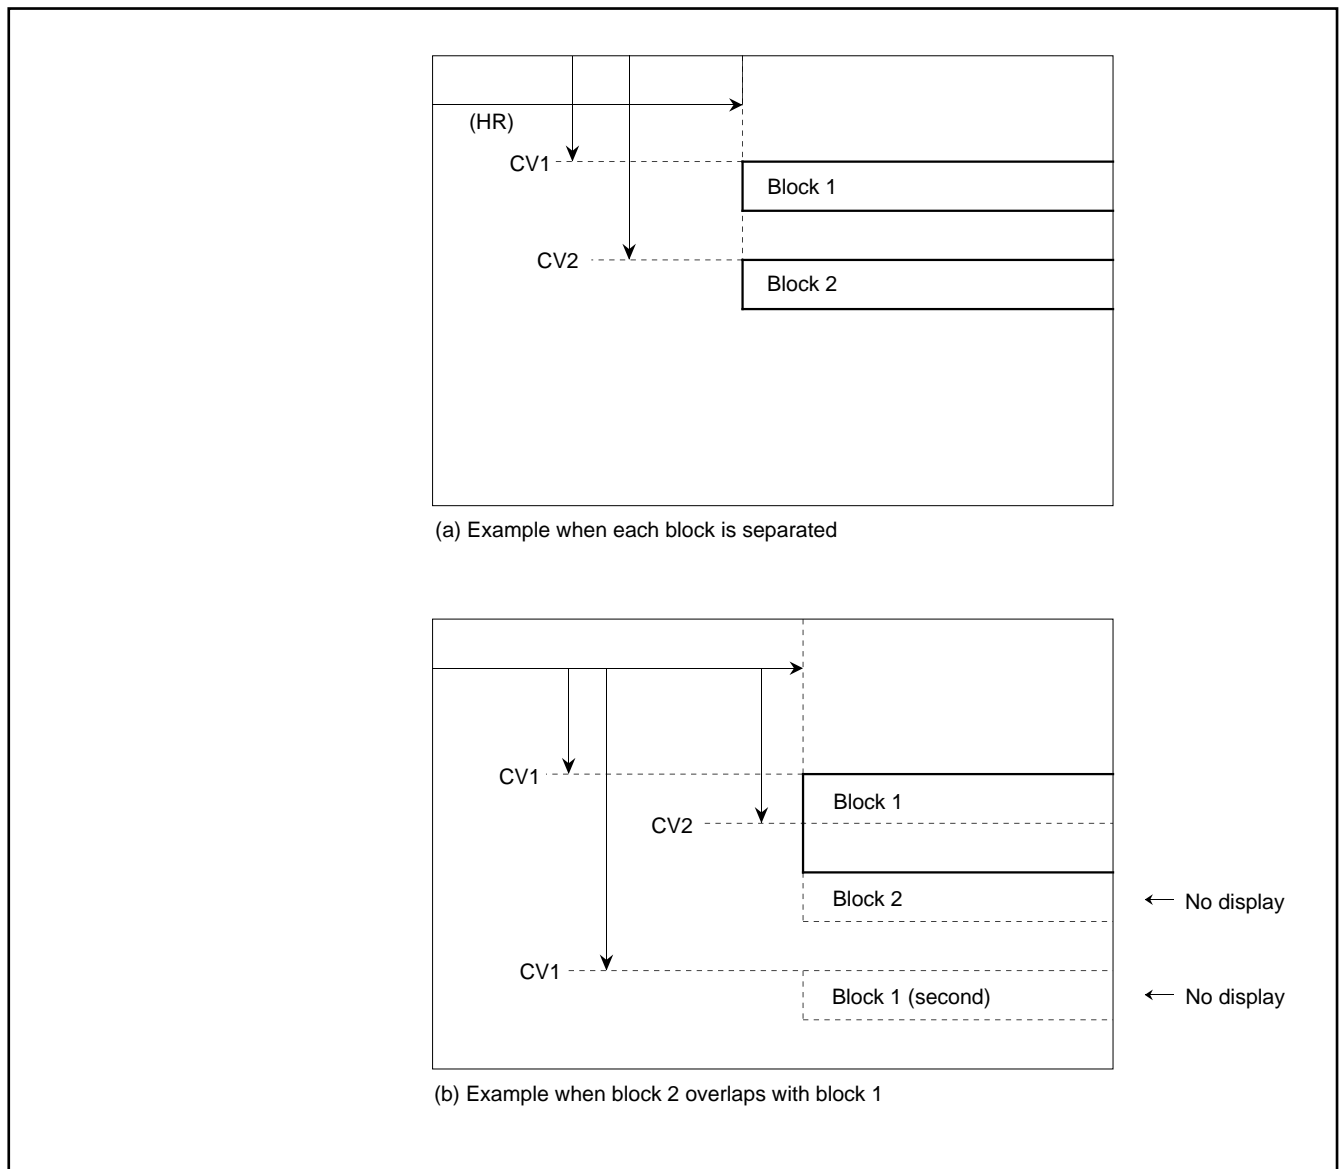 (HR)
CV1
Block 1
CV2
Block 2
(a) Example when each block is separated
CV1
Block 1
CV2
Block 2
No display
CV1
Block 1 (second)
No display
(b) Example when block 2 overlaps with block 1